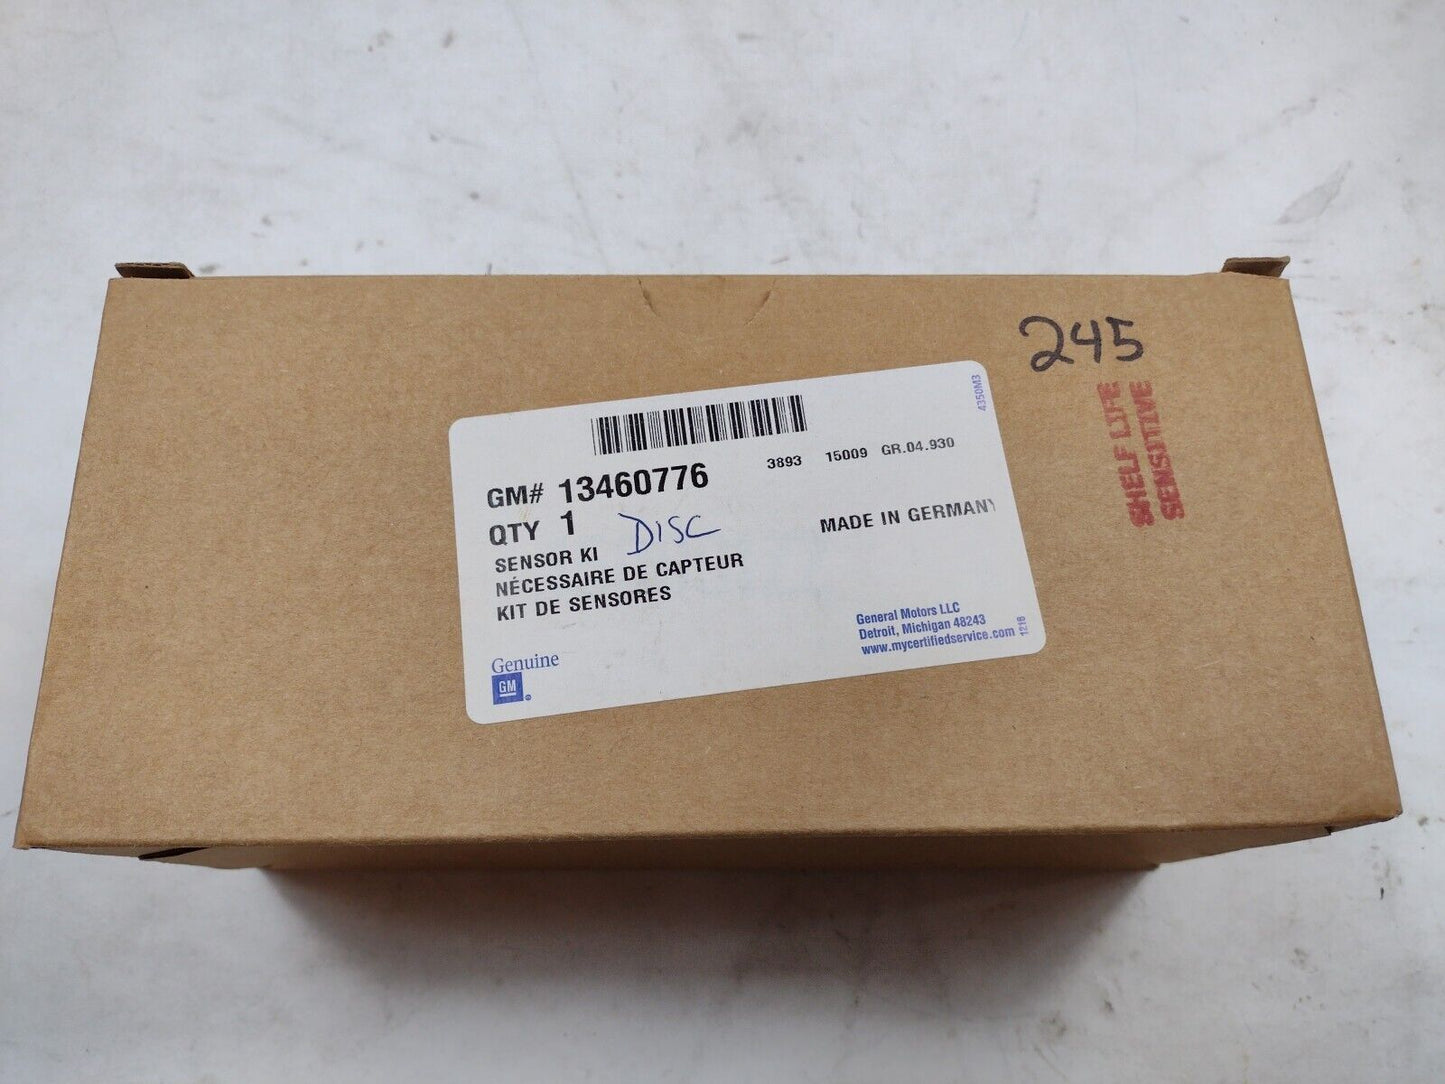 245
SHELF LIFE
SENSITIVE
4350M3
3893 15009 GR.04.930
GM# 13460776
QTY 1 DISC
MADE IN GERMANY
SENSOR KI
NÉCESSAIRE DE CAPTEUR
KIT DE SENSORES
General Motors LLC
Detroit, Michigan 48243
www.mycertifiedservice.com
1216
Genuine
GM